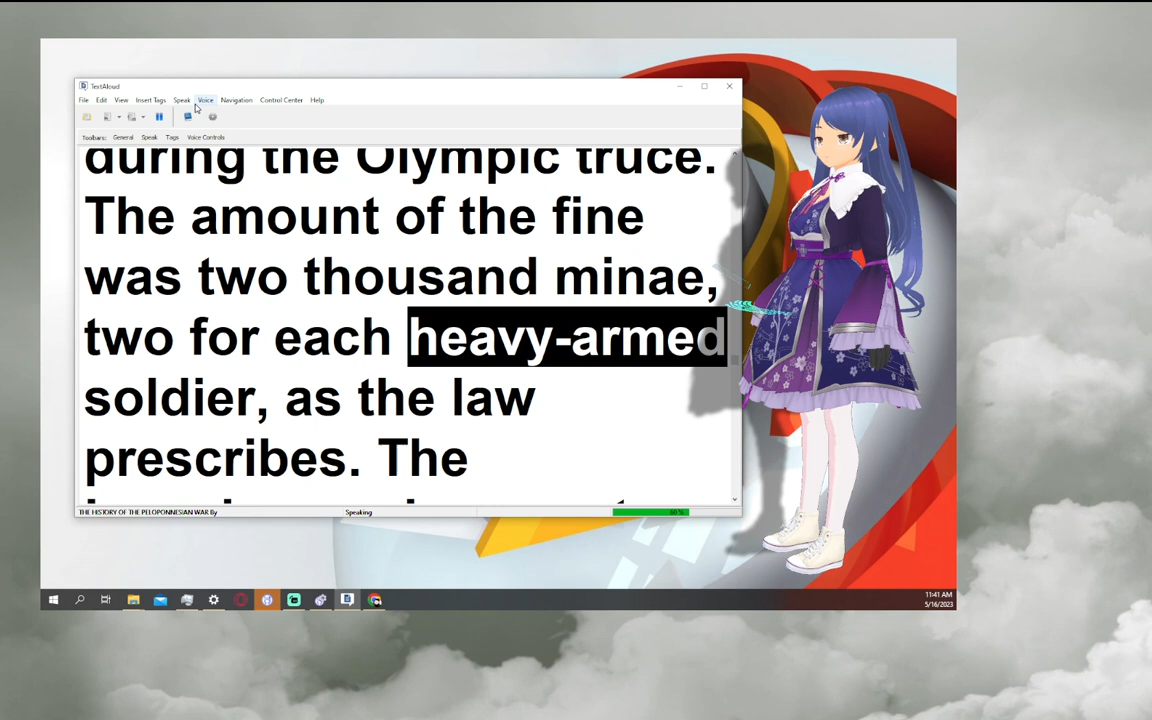 TextAloud
File Edit View Insert Tags Speak Voice Navigation Control Center Help
Toolbars: General Speak Tags Voice Controls
during the Olympic truce.
The amount of the fine
was two thousand minae,
two for each heavy-armed
soldier, as the law
prescribes. The
THE HISTORY OF THE PELOPONNESIAN WAR By
Speaking
60 %
11:41 AM
5/16/2023